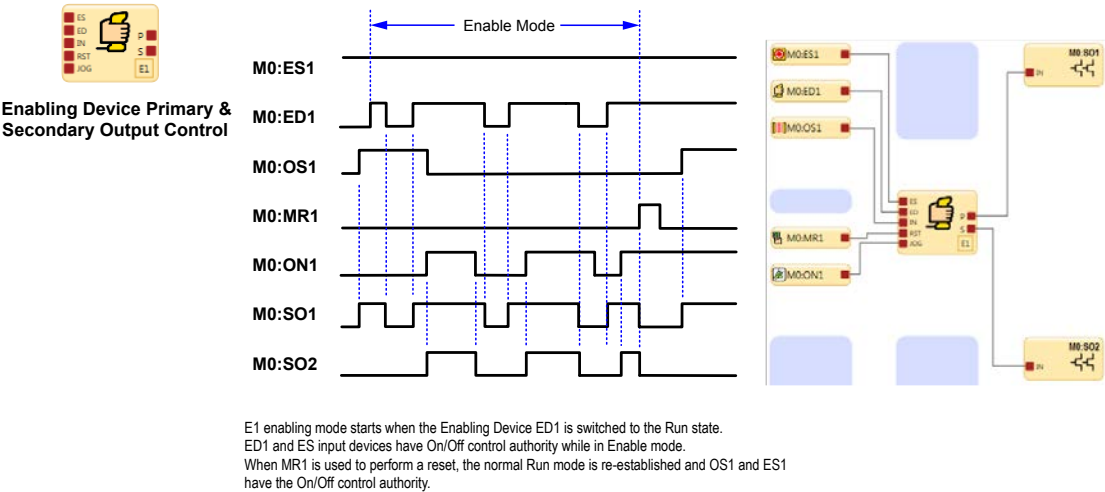 ES
ED
IN
RST
JOG
P
S
E1
Enabling Device Primary &
Secondary Output Control
Enable Mode
M0:ES1
M0:ED1
M0:OS1
M0:MR1
M0:ON1
M0:SO1
M0:SO2
M0:ES1
M0:ED1
M0:OS1
M0:MR1
M0:ON1
ES
ED
IN
RST
JOG
P
S
E1
M0:SO1
IN
M0:SO2
IN
E1 enabling mode starts when the Enabling Device ED1 is switched to the Run state.
ED1 and ES input devices have On/Off control authority while in Enable mode.
When MR1 is used to perform a reset, the normal Run mode is re-established and OS1 and ES1
have the On/Off control authority.